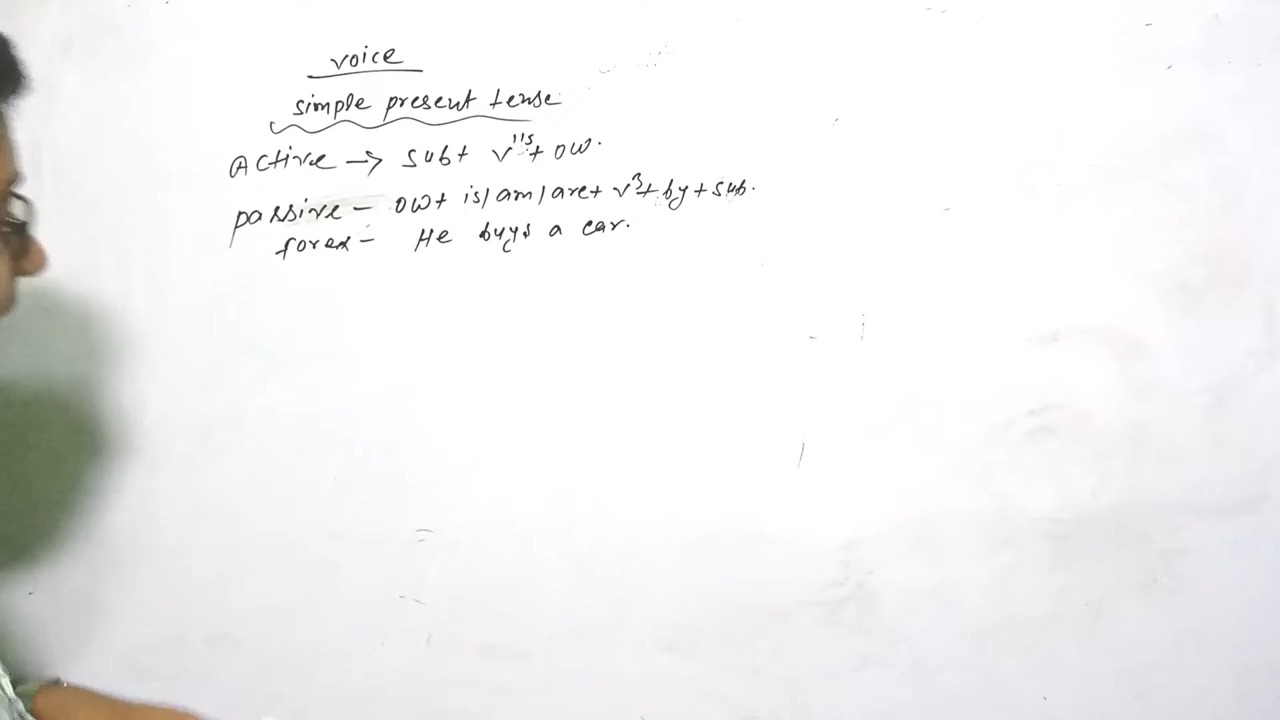 voice
simple present tense
Active → sub+ v1/s+ ow.
passive - ow+ is/am/are+ v3+ by + sub.
forex - He buys a car.